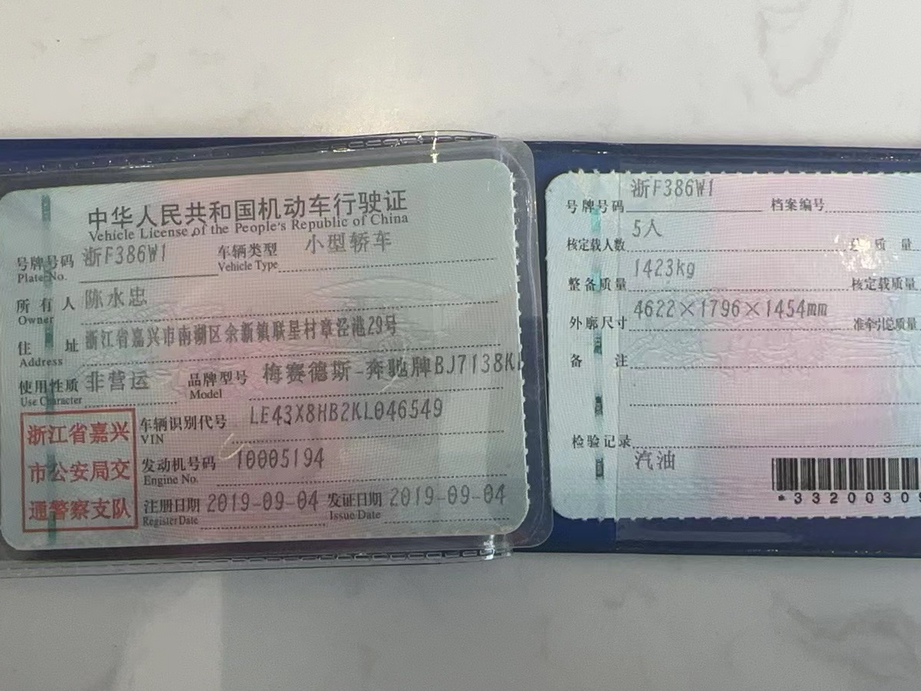 中华人民共和国机动车行驶证
Vehicle License of the People's Republic of China
号牌号码 浙F386W1 车辆类型 小型轿车
Plate No. Vehicle Type
所有人 陈水忠
Owner
住址 浙江省嘉兴市南湖区余新镇联星村章泾港29号
Address
使用性质 非营运 品牌型号 梅赛德斯-奔驰牌BJ7138K
Use Character Model
浙江省嘉兴
市公安局交
通警察支队
车辆识别代号 LE43X8HB2KL046549
VIN
发动机号码 10005194
Engine No.
注册日期 2019-09-04 发证日期 2019-09-04
Register Date Issue Date
号牌号码 浙F386W1 档案编号
核定载人数 5人 总质量
整备质量 1423kg 核定载质量
外廓尺寸 4622×1796×1454mm 准牵引总质量
备注
检验记录
汽油
*3320030